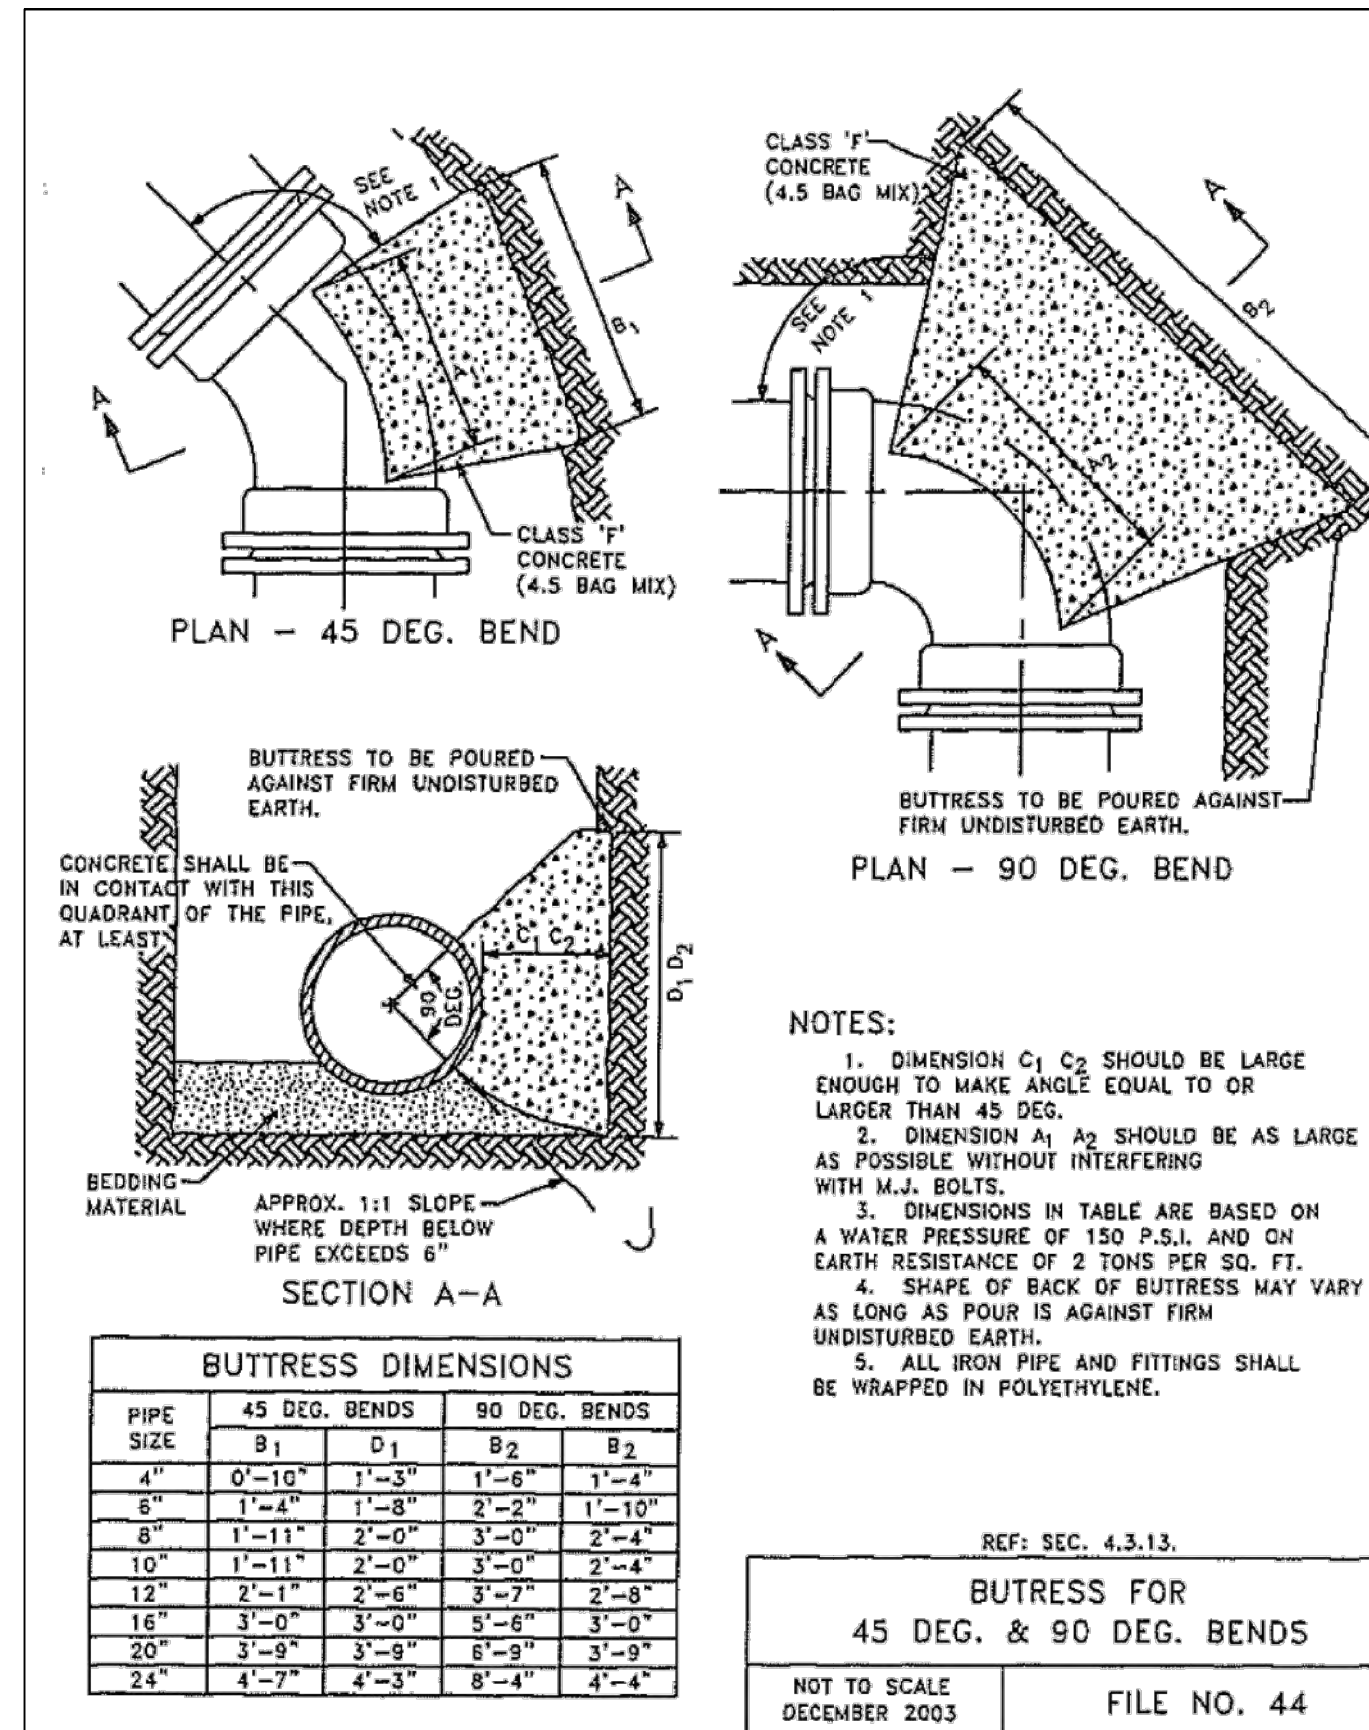 CLASS 'F'
CONCRETE
(4.5 BAG MIX)
SEE
NOTE 1
A
B1
A1
A
CLASS 'F'
CONCRETE
(4.5 BAG MIX)
PLAN – 45 DEG. BEND
A
B2
SEE
NOTE 1
A2
A
BUTTRESS TO BE POURED AGAINST
FIRM UNDISTURBED EARTH.
PLAN – 90 DEG. BEND
BUTTRESS TO BE POURED
AGAINST FIRM UNDISTURBED
EARTH.
CONCRETE SHALL BE
IN CONTACT WITH THIS
QUADRANT OF THE PIPE,
AT LEAST
C1 C2
D1 D2
90
DEG.
BEDDING
MATERIAL
APPROX. 1:1 SLOPE
WHERE DEPTH BELOW
PIPE EXCEEDS 6"
SECTION A–A
NOTES:
1. DIMENSION C1 C2 SHOULD BE LARGE
ENOUGH TO MAKE ANGLE EQUAL TO OR
LARGER THAN 45 DEG.
2. DIMENSION A1 A2 SHOULD BE AS LARGE
AS POSSIBLE WITHOUT INTERFERING
WITH M.J. BOLTS.
3. DIMENSIONS IN TABLE ARE BASED ON
A WATER PRESSURE OF 150 P.S.I. AND ON
EARTH RESISTANCE OF 2 TONS PER SQ. FT.
4. SHAPE OF BACK OF BUTTRESS MAY VARY
AS LONG AS POUR IS AGAINST FIRM
UNDISTURBED EARTH.
5. ALL IRON PIPE AND FITTINGS SHALL
BE WRAPPED IN POLYETHYLENE.
BUTTRESS DIMENSIONS
PIPE SIZE 45 DEG. BENDS 90 DEG. BENDS
B1 D1 B2 B2
4" 0'–10" 1'–3" 1'–6" 1'–4"
6" 1'–4" 1'–8" 2'–2" 1'–10"
8" 1'–11" 2'–0" 3'–0" 2'–4"
10" 1'–11" 2'–0" 3'–0" 2'–4"
12" 2'–1" 2'–6" 3'–7" 2'–8"
16" 3'–0" 3'–0" 5'–6" 3'–0"
20" 3'–9" 3'–9" 6'–9" 3'–9"
24" 4'–7" 4'–3" 8'–4" 4'–4"
REF: SEC. 4.3.13.
BUTRESS FOR
45 DEG. & 90 DEG. BENDS
NOT TO SCALE
DECEMBER 2003
FILE NO. 44